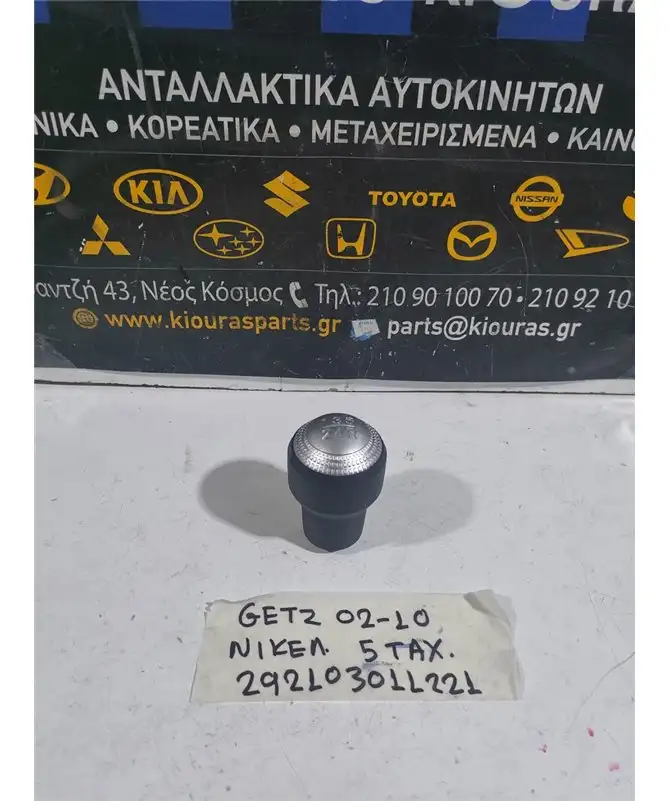 ΑΝΤΑΛΛΑΚΤΙΚΑ ΑΥΤΟΚΙΝΗΤΩΝ
ΝΙΚΑ • ΚΟΡΕΑΤΙΚΑ • ΜΕΤΑΧΕΙΡΙΣΜΕΝΑ • ΚΑΙΝ
KIA
TOYOTA
NISSAN
αντζή 43, Νέος Κόσμος Τηλ.: 210 90 100 70 • 210 92 10
www.kiourasparts.gr parts@kiouras.gr
GETZ 02-10
ΝΙΚΕΛ 5 ΤΑΧ.
29210301L221